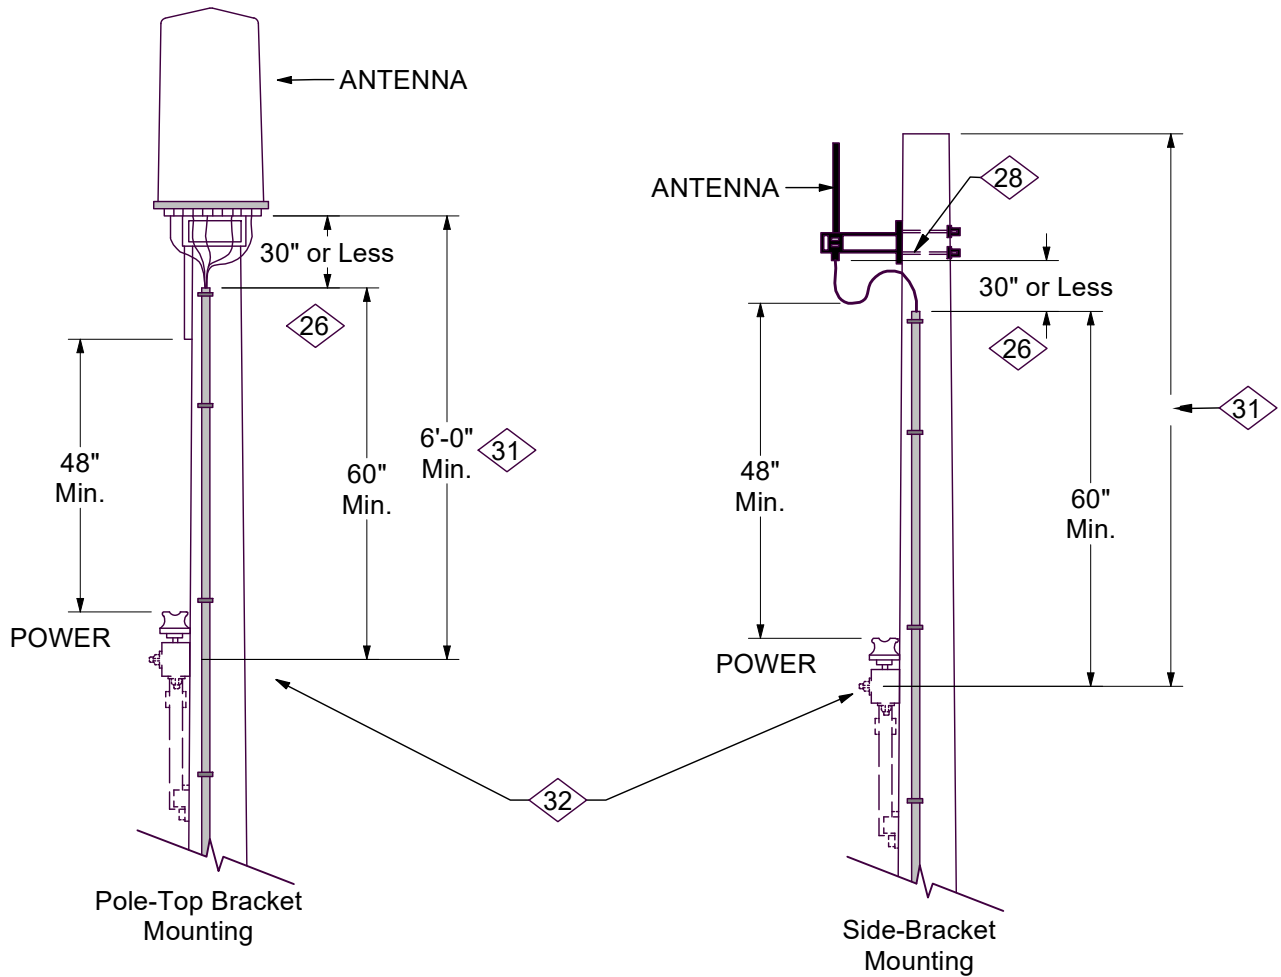 ANTENNA
30" or Less
26
48"
Min.
60"
Min.
6'-0"
Min.
31
POWER
Pole-Top Bracket
Mounting
32
ANTENNA
28
30" or Less
26
31
48"
Min.
60"
Min.
POWER
Side-Bracket
Mounting